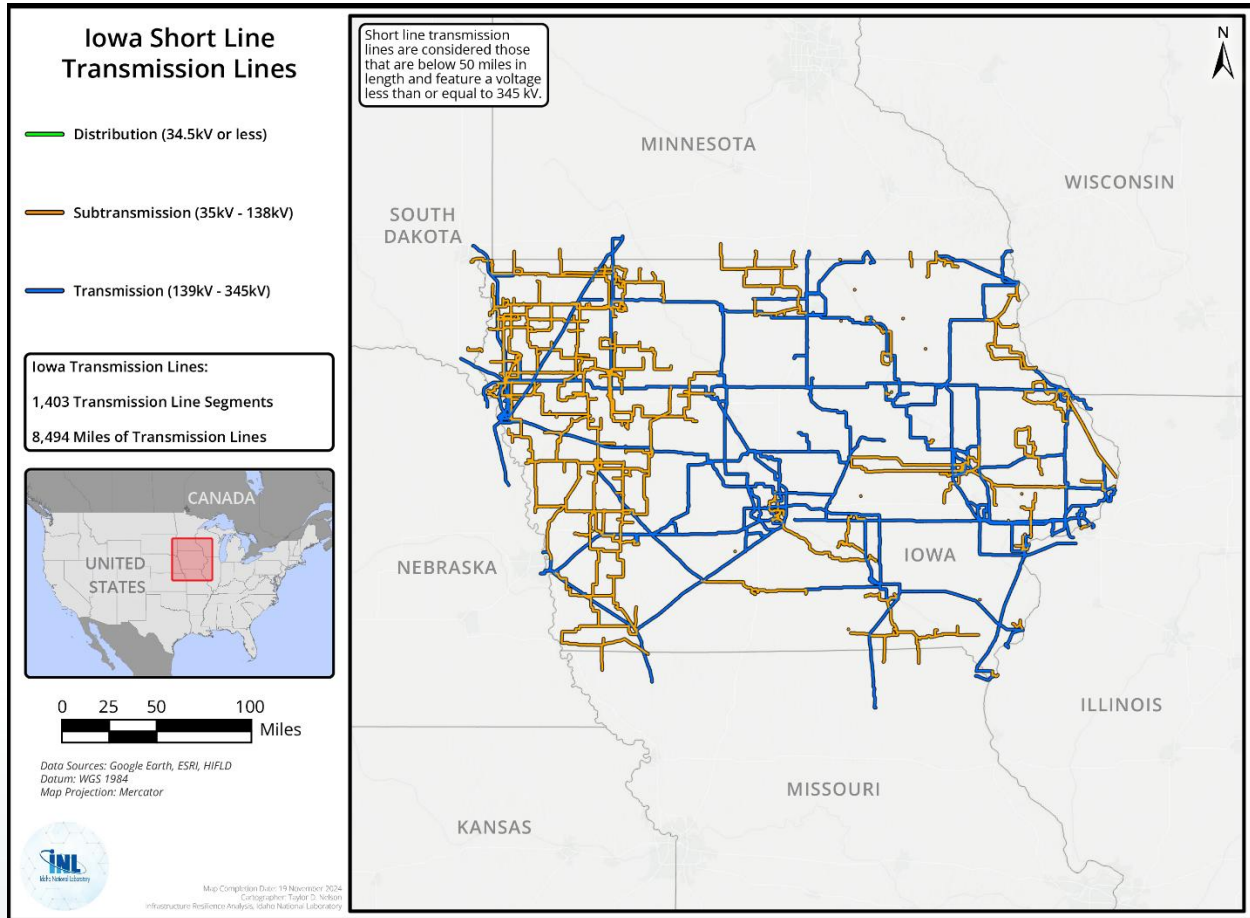 Iowa Short Line
Transmission Lines
Distribution (34.5kV or less)
Subtransmission (35kV - 138kV)
Transmission (139kV - 345kV)
Iowa Transmission Lines:
1,403 Transmission Line Segments
8,494 Miles of Transmission Lines
CANADA
UNITED
STATES
0 25 50 100
Miles
Data Sources: Google Earth, ESRI, HIFLD
Datum: WGS 1984
Map Projection: Mercator
INL
Idaho National Laboratory
Map Completion Date: 19 November 2024
Cartographer: Taylor D. Nelson
Infrastructure Resilience Analysis, Idaho National Laboratory
Short line transmission
lines are considered those
that are below 50 miles in
length and feature a voltage
less than or equal to 345 kV.
N
MINNESOTA
WISCONSIN
SOUTH
DAKOTA
NEBRASKA
IOWA
ILLINOIS
MISSOURI
KANSAS